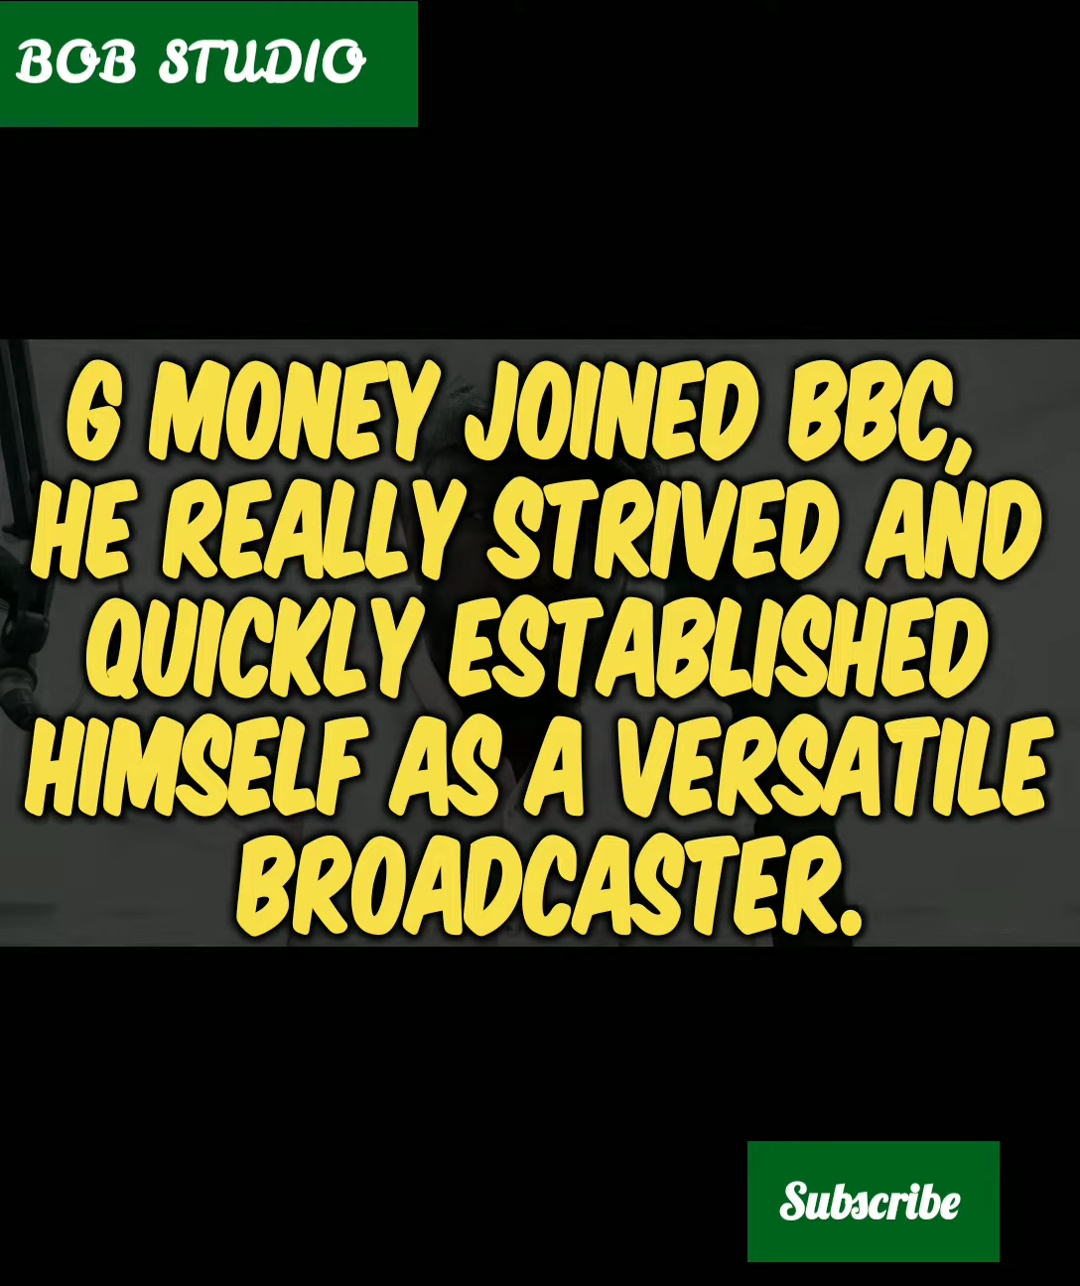 BOB STUDIO
G MONEY JOINED BBC,
HE REALLY STRIVED AND
QUICKLY ESTABLISHED
HIMSELF AS A VERSATILE
BROADCASTER.
Subscribe